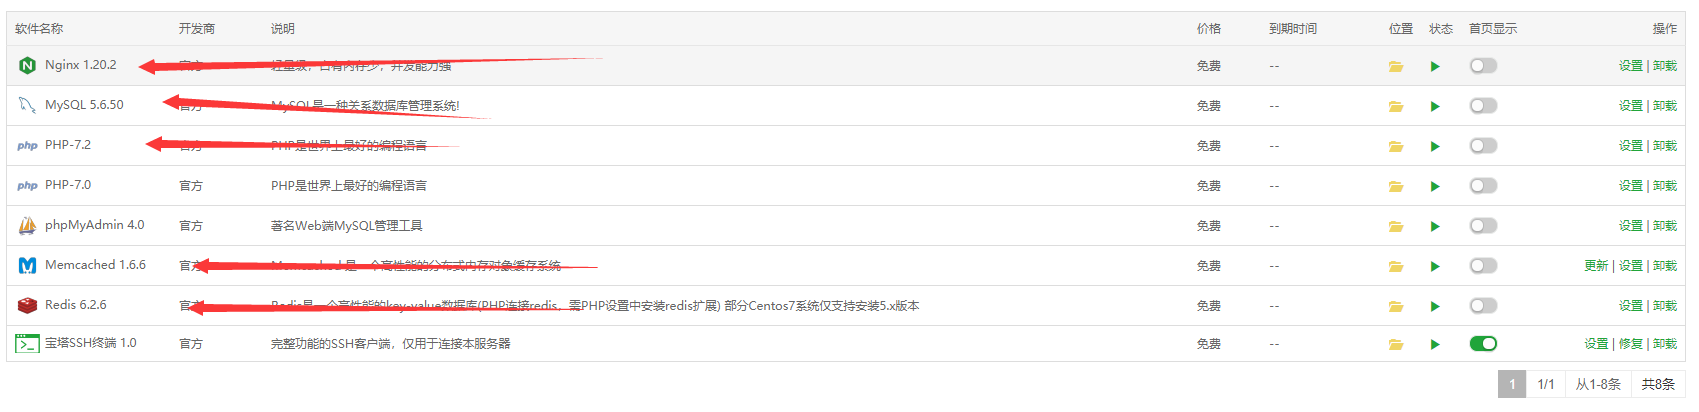 软件名称 开发商 说明 价格 到期时间 位置 状态 首页显示 操作
Nginx 1.20.2 官方 轻量级，占有内存少，并发能力强 免费 -- 设置 | 卸载
MySQL 5.6.50 官方 MySQL是一种关系数据库管理系统! 免费 -- 设置 | 卸载
php PHP-7.2 官方 PHP是世界上最好的编程语言 免费 -- 设置 | 卸载
php PHP-7.0 官方 PHP是世界上最好的编程语言 免费 -- 设置 | 卸载
phpMyAdmin 4.0 官方 著名Web端MySQL管理工具 免费 -- 设置 | 卸载
Memcached 1.6.6 官方 Memcached 是一个高性能的分布式内存对象缓存系统 免费 -- 更新 | 设置 | 卸载
Redis 6.2.6 官方 Redis是一个高性能的key-value数据库(PHP连接redis，需PHP设置中安装redis扩展) 部分Centos7系统仅支持安装5.x版本 免费 -- 设置 | 卸载
宝塔SSH终端 1.0 官方 完整功能的SSH客户端，仅用于连接本服务器 免费 -- 设置 | 修复 | 卸载
1 1/1 从1-8条 共8条